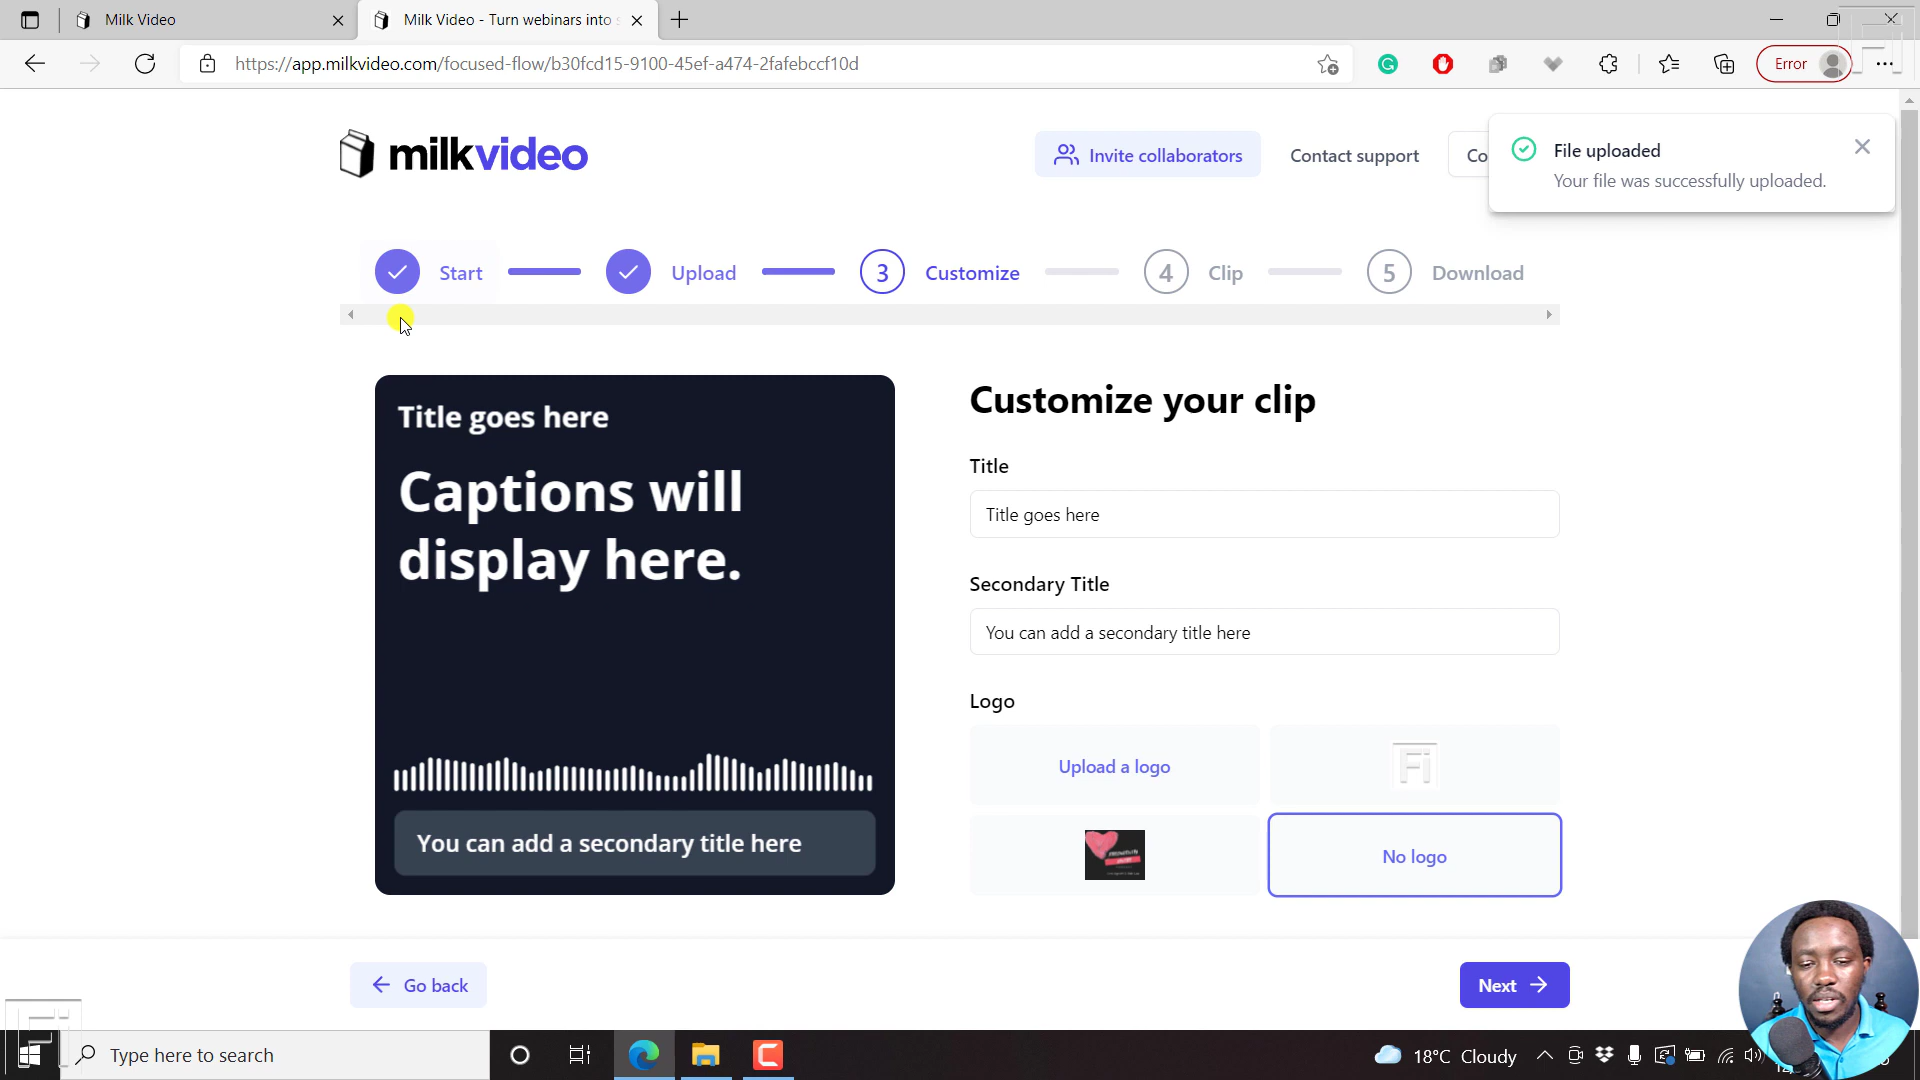 Milk Video
Milk Video - Turn webinars into
https://app.milkvideo.com/focused-flow/b30fcd15-9100-45ef-a474-2fafebccf10d
Error
milkvideo
Invite collaborators
Contact support
Co
File uploaded
Your file was successfully uploaded.
Start
Upload
3
Customize
4
Clip
5
Download
Title goes here
Captions will
display here.
You can add a secondary title here
Customize your clip
Title
Title goes here
Secondary Title
You can add a secondary title here
Logo
Upload a logo
Fi
No logo
Go back
Next
Type here to search
18°C Cloudy